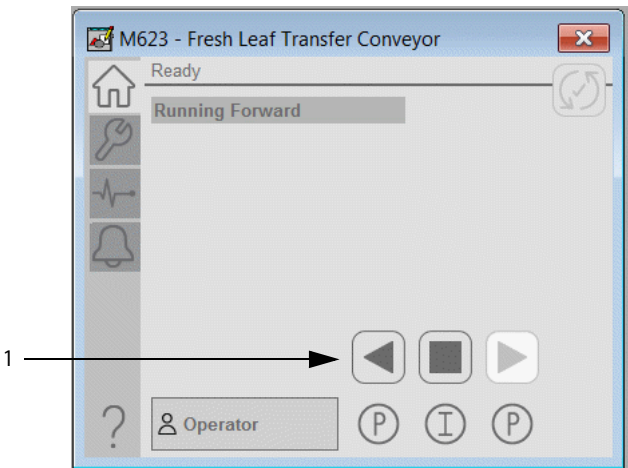 M623 - Fresh Leaf Transfer Conveyor
Ready
Running Forward
1
? Operator P I P